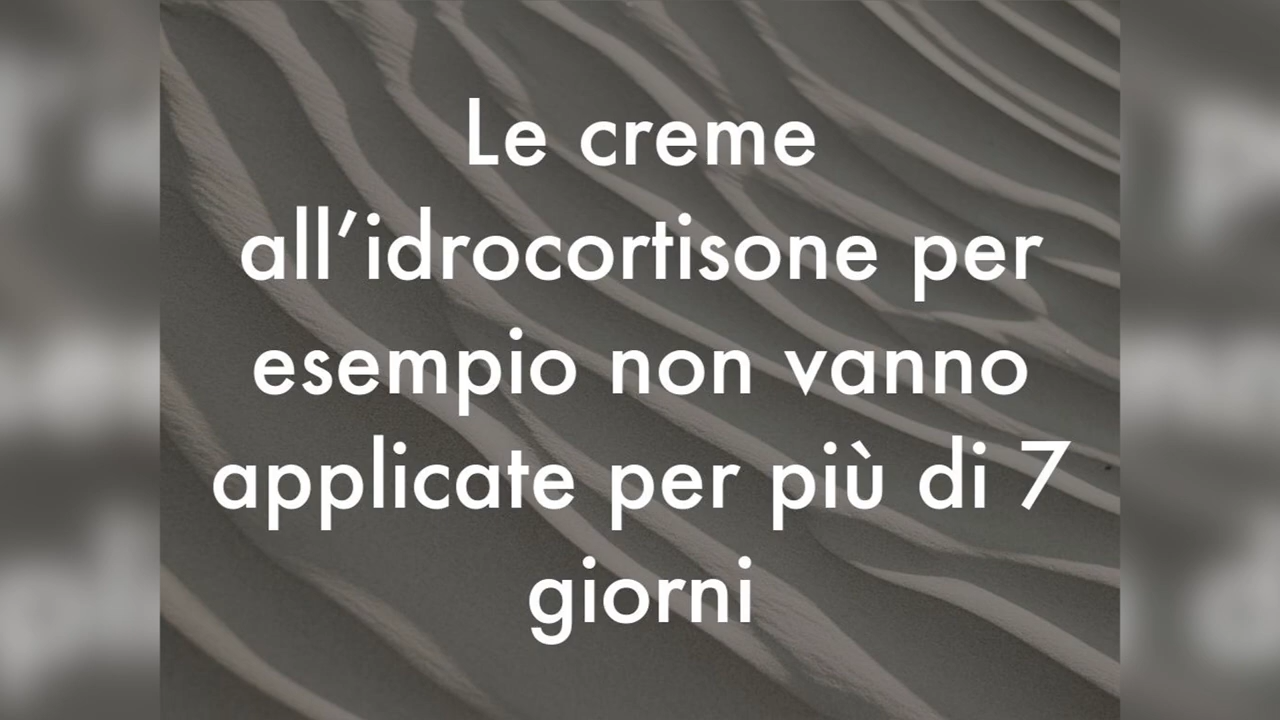 Le creme
all’idrocortisone per
esempio non vanno
applicate per più di 7
giorni